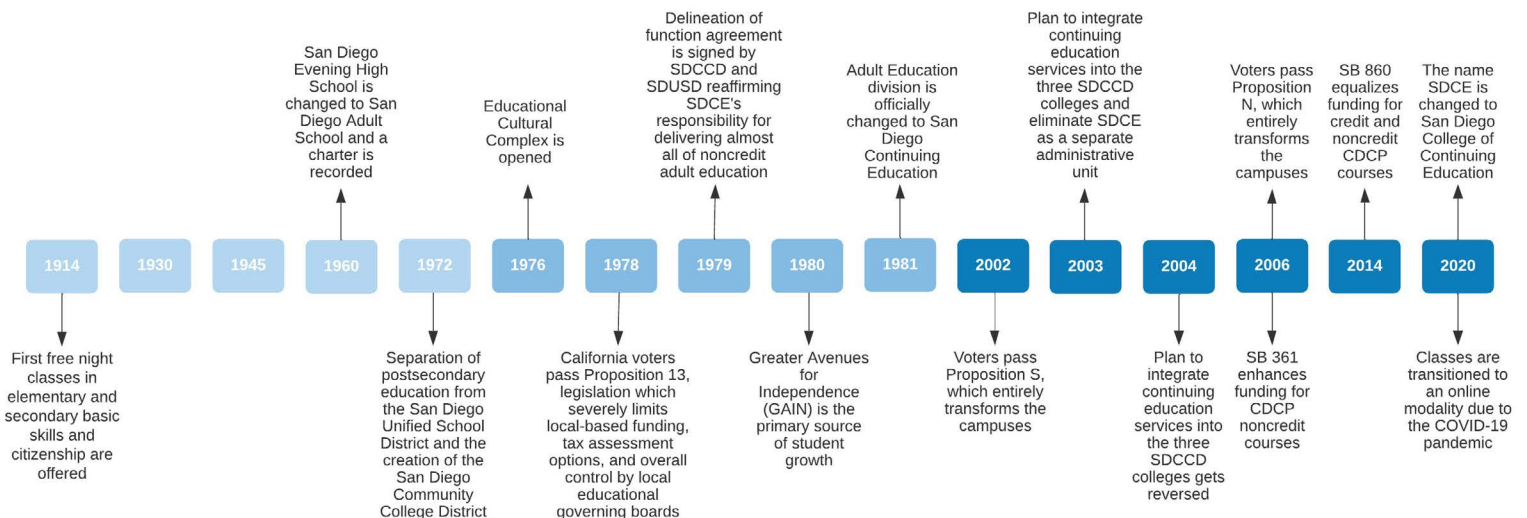 San Diego
Evening High
School is
changed to San
Diego Adult
School and a
charter is
recorded
Educational
Cultural
Complex is
opened
Delineation of
function agreement
is signed by
SDCCD and
SDUSD reaffirming
SDCE's
responsibility for
delivering almost
all of noncredit
adult education
Adult Education
division is
officially
changed to San
Diego
Continuing
Education
Plan to integrate
continuing
education
services into the
three SDCCD
colleges and
eliminate SDCE
as a separate
administrative
unit
Voters pass
Proposition
N, which
entirely
transforms
the
campuses
SB 860
equalizes
funding for
credit and
noncredit
CDCP
courses
The name
SDCE is
changed to
San Diego
College of
Continuing
Education
1914
1930
1945
1960
1972
1976
1978
1979
1980
1981
2002
2003
2004
2006
2014
2020
First free night
classes in
elementary and
secondary basic
skills and
citizenship are
offered
Separation of
postsecondary
education from
the San Diego
Unified School
District and the
creation of the
San Diego
Community
College District
California voters
pass Proposition 13,
legislation which
severely limits
local-based funding,
tax assessment
options, and overall
control by local
educational
governing boards
Greater Avenues
for
Independence
(GAIN) is the
primary source
of student
growth
Voters pass
Proposition S,
which entirely
transforms the
campuses
Plan to
integrate
continuing
education
services into
the three
SDCCD
colleges gets
reversed
SB 361
enhances
funding for
CDCP
noncredit
courses
Classes are
transitioned to
an online
modality due to
the COVID-19
pandemic